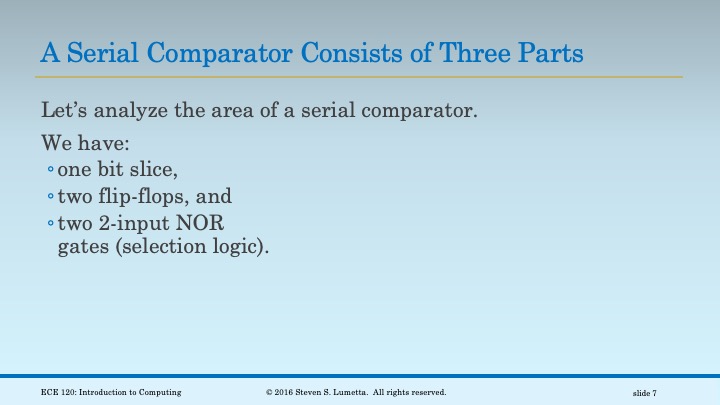 A Serial Comparator Consists of Three Parts
Let’s analyze the area of a serial comparator.
We have:
◦one bit slice,
◦two flip-flops, and
◦two 2-input NOR
gates (selection logic).
ECE 120: Introduction to Computing
© 2016 Steven S. Lumetta.  All rights reserved.
slide 7